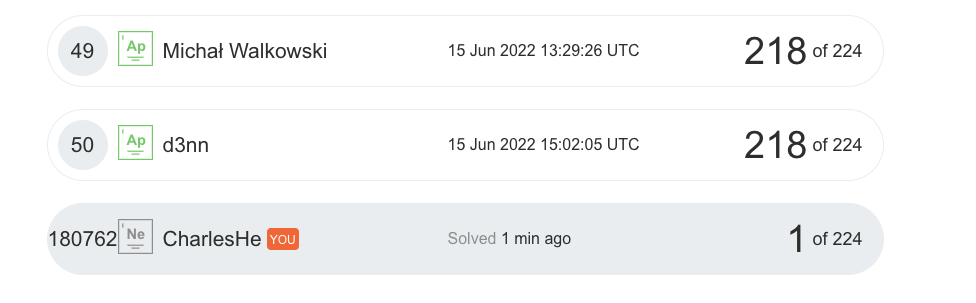 49 Ap Michał Walkowski 15 Jun 2022 13:29:26 UTC 218 of 224
50 Ap d3nn 15 Jun 2022 15:02:05 UTC 218 of 224
180762 Ne CharlesHe YOU Solved 1 min ago 1 of 224